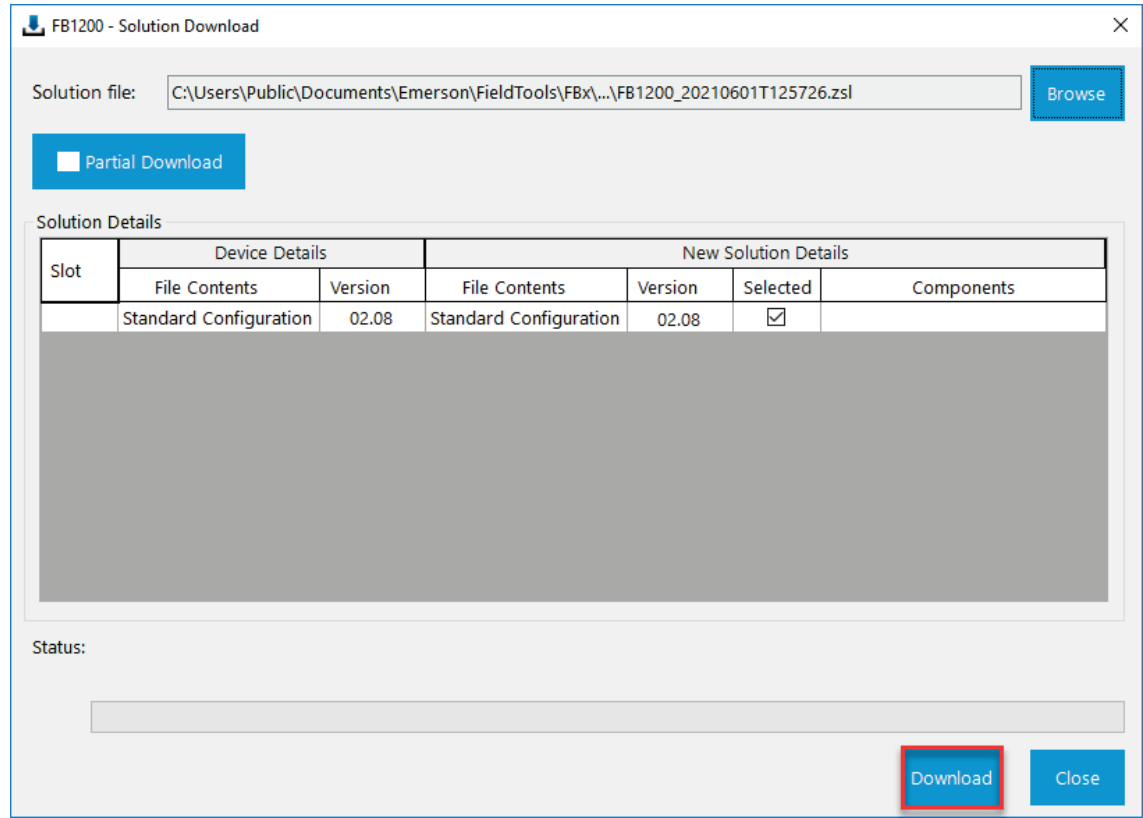 FB1200 - Solution Download
Solution file: C:\Users\Public\Documents\Emerson\FieldTools\FBx\...\FB1200_20210601T125726.zsl Browse
Partial Download
Solution Details
Slot Device Details New Solution Details
File Contents Version File Contents Version Selected Components
Standard Configuration 02.08 Standard Configuration 02.08
Status:
Download Close